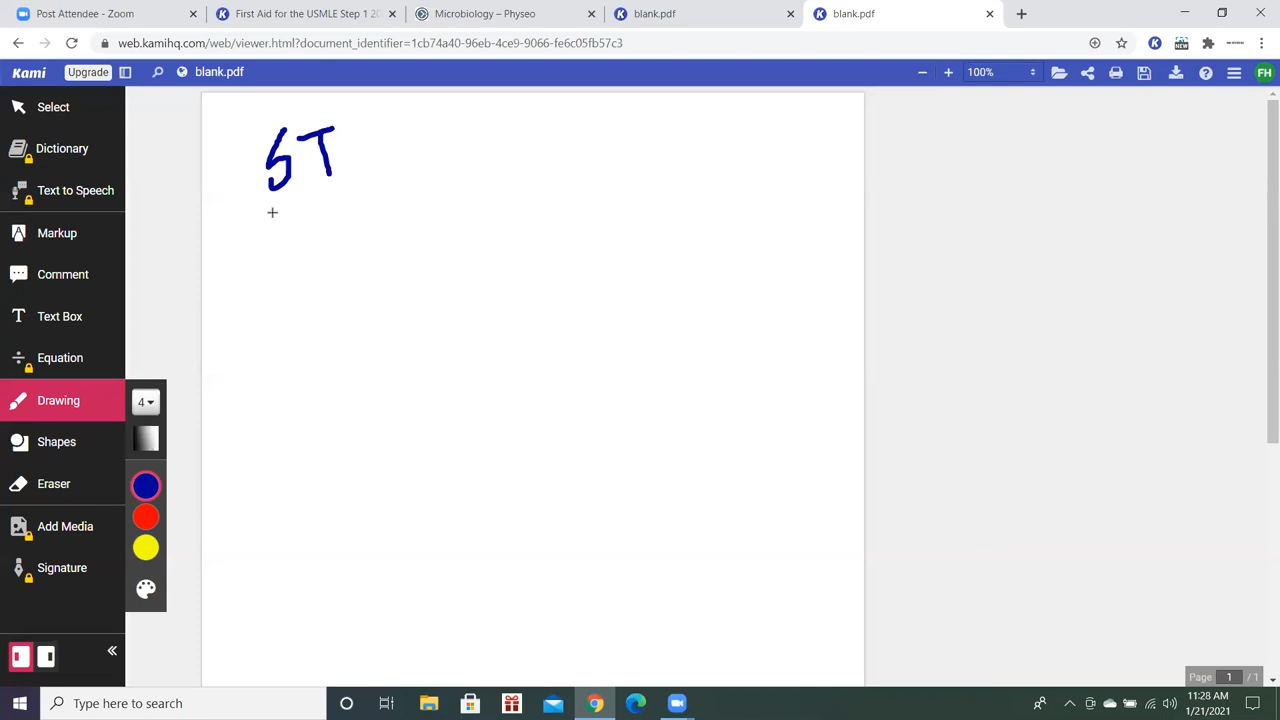 Post Attendee - Zoom
First Aid for the USMLE Step 1 20
Microbiology – Physeo
blank.pdf
blank.pdf
web.kamihq.com/web/viewer.html?document_identifier=1cb74a40-96eb-4ce9-9066-fe6c05fb57c3
NEW
Kami
Upgrade
blank.pdf
100%
FH
Select
Dictionary
Text to Speech
Markup
Comment
Text Box
Equation
Drawing
Shapes
Eraser
Add Media
Signature
4
ST
Page 1 / 1
Type here to search
11:28 AM
1/21/2021